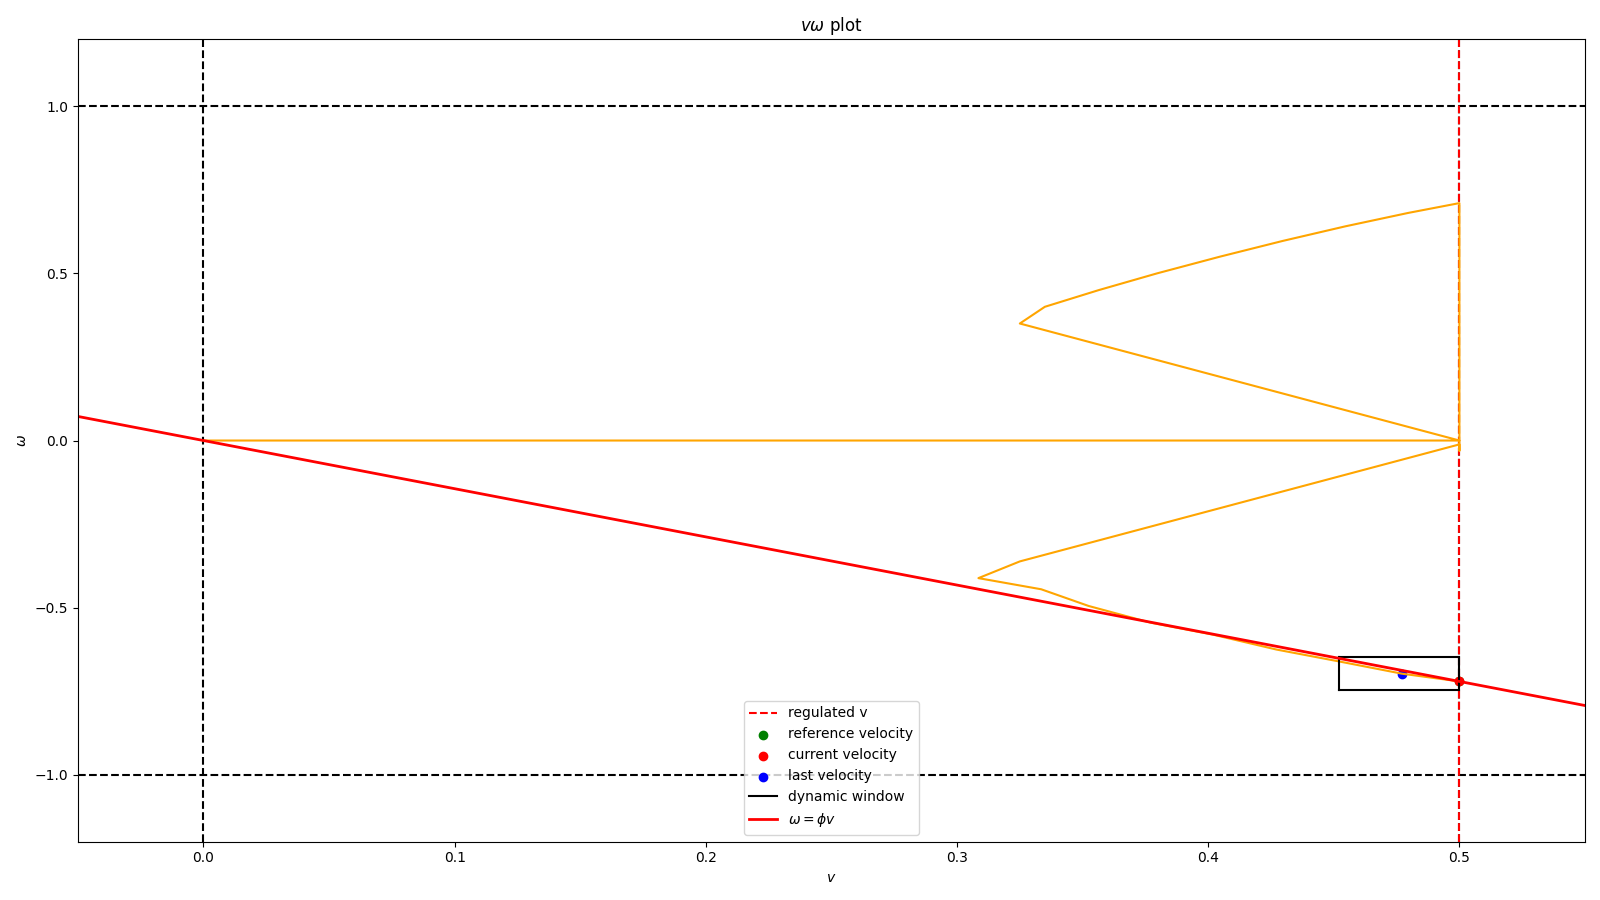 vω plot
1.0
0.5
0.0
−0.5
−1.0
ω
regulated v
reference velocity
current velocity
last velocity
dynamic window
ω = ϕv
0.0 0.1 0.2 0.3 0.4 0.5
v